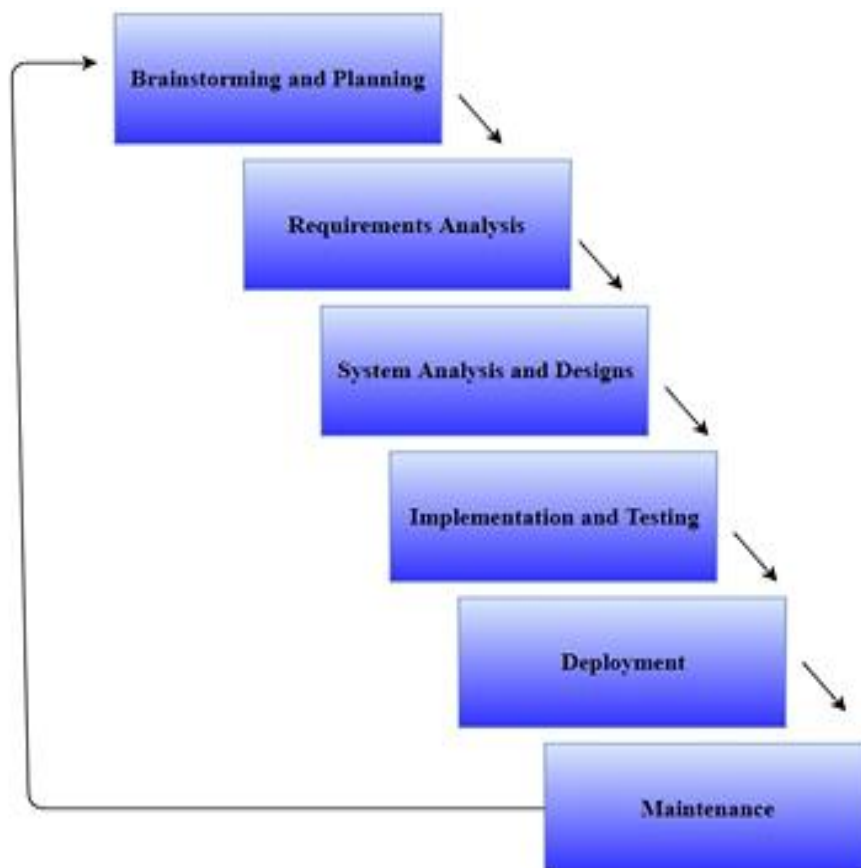 Brainstorming and Planning
Requirements Analysis
System Analysis and Designs
Implementation and Testing
Deployment
Maintenance